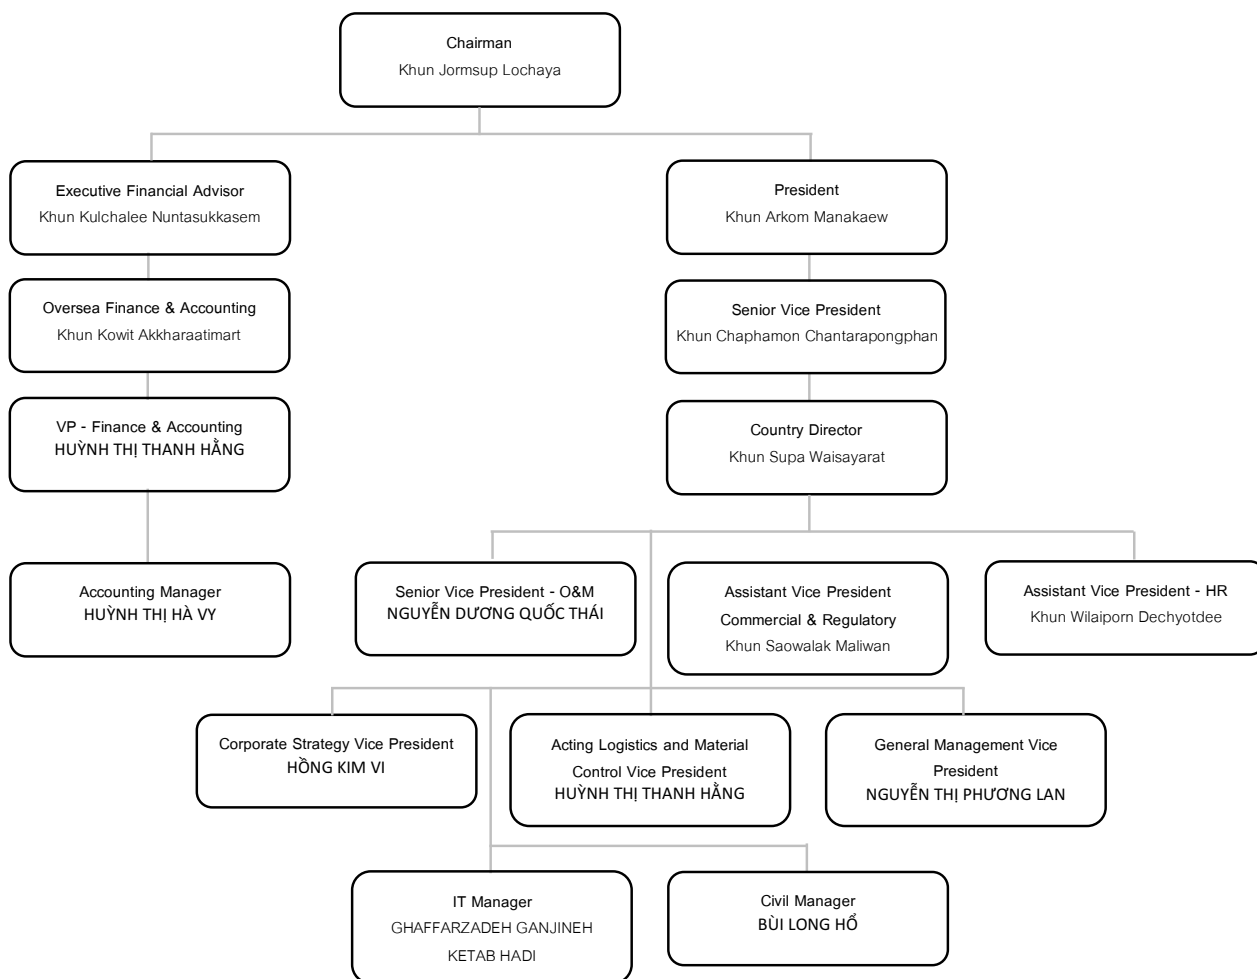 Chairman
Khun Jormsup Lochaya
Executive Financial Advisor
Khun Kulchalee Nuntasukkasem
President
Khun Arkom Manakaew
Oversea Finance & Accounting
Khun Kowit Akkharaatimart
Senior Vice President
Khun Chaphamon Chantarapongphan
VP - Finance & Accounting
HUỲNH THỊ THANH HẰNG
Country Director
Khun Supa Waisayarat
Accounting Manager
HUỲNH THỊ HÀ VY
Senior Vice President - O&M
NGUYỄN DƯƠNG QUỐC THÁI
Assistant Vice President
Commercial & Regulatory
Khun Saowalak Maliwan
Assistant Vice President - HR
Khun Wilaiporn Dechyotdee
Corporate Strategy Vice President
HỒNG KIM VI
Acting Logistics and Material
Control Vice President
HUỲNH THỊ THANH HẰNG
General Management Vice
President
NGUYỄN THỊ PHƯƠNG LAN
IT Manager
GHAFFARZADEH GANJINEH
KETAB HADI
Civil Manager
BÙI LONG HỔ